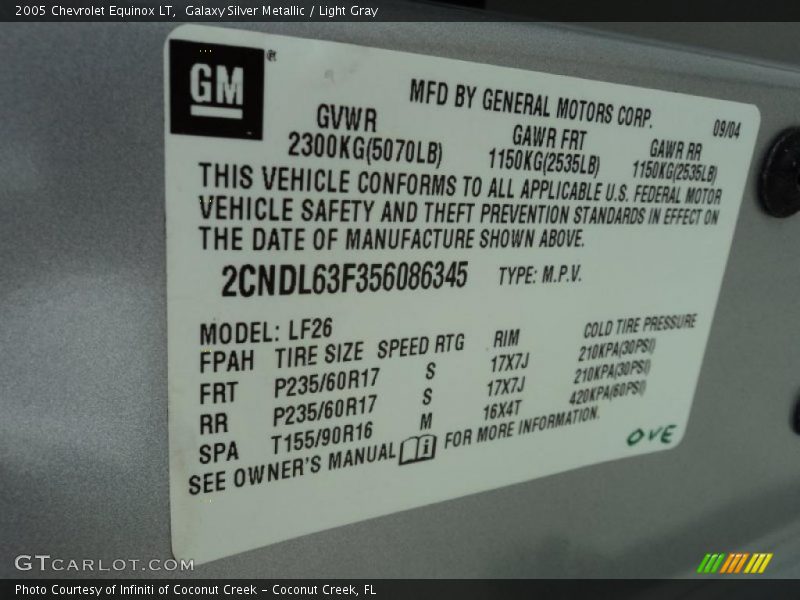 2005 Chevrolet Equinox LT,  Galaxy Silver Metallic / Light Gray
GM®
MFD BY GENERAL MOTORS CORP.
09/04
GVWR GAWR FRT GAWR RR
2300KG(5070LB) 1150KG(2535LB) 1150KG(2535LB)
THIS VEHICLE CONFORMS TO ALL APPLICABLE U.S. FEDERAL MOTOR
VEHICLE SAFETY AND THEFT PREVENTION STANDARDS IN EFFECT ON
THE DATE OF MANUFACTURE SHOWN ABOVE.
2CNDL63F356086345 TYPE: M.P.V.
MODEL: LF26
FPAH TIRE SIZE SPEED RTG RIM COLD TIRE PRESSURE
FRT P235/60R17 S 17X7J 210KPA(30PSI)
RR P235/60R17 S 17X7J 210KPA(30PSI)
SPA T155/90R16 M 16X4T 420KPA(60PSI)
SEE OWNER'S MANUAL i FOR MORE INFORMATION.
OVE
GTCARLOT.COM
Photo Courtesy of Infiniti of Coconut Creek – Coconut Creek, FL